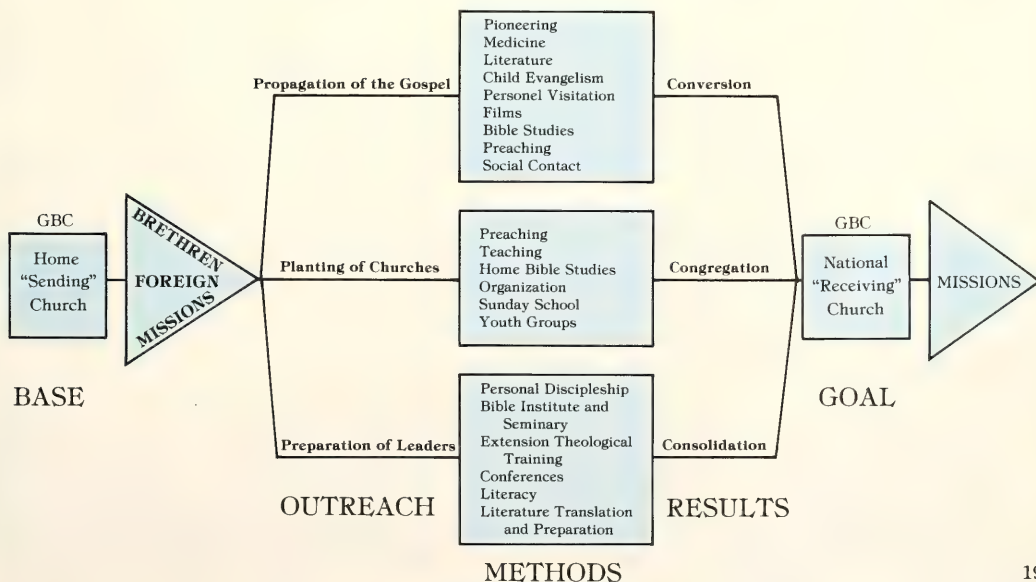 GBC
Home
"Sending"
Church
BASE
BRETHREN
FOREIGN
MISSIONS
Propagation of the Gospel
Planting of Churches
Preparation of Leaders
OUTREACH
Pioneering
Medicine
Literature
Child Evangelism
Personel Visitation
Films
Bible Studies
Preaching
Social Contact
Preaching
Teaching
Home Bible Studies
Organization
Sunday School
Youth Groups
Personal Discipleship
Bible Institute and
Seminary
Extension Theological
Training
Conferences
Literacy
Literature Translation
and Preparation
METHODS
Conversion
Congregation
Consolidation
RESULTS
GBC
National
"Receiving"
Church
GOAL
MISSIONS
19